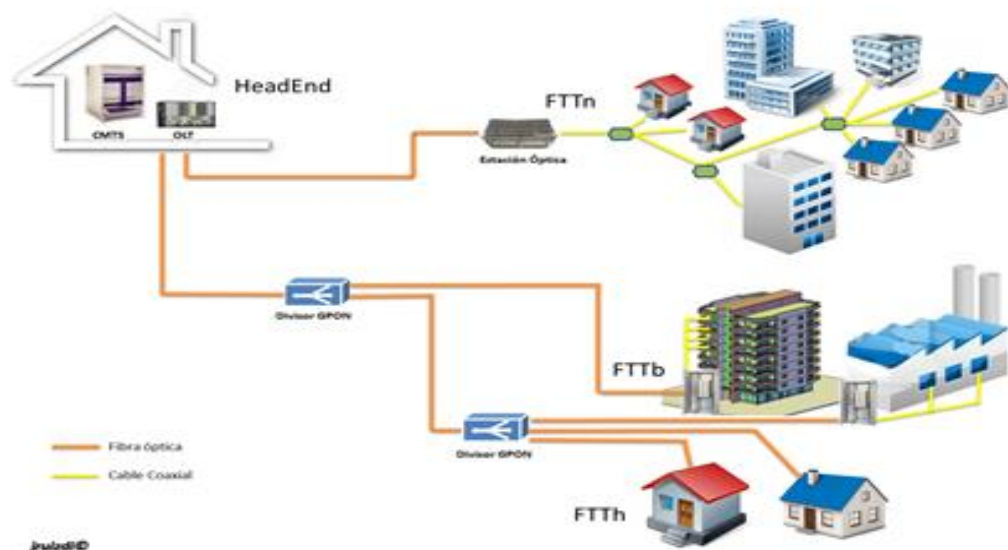 HeadEnd
CMTS
OLT
FTTn
Estación Óptica
Divisor GPON
FTTb
Fibra óptica
Divisor GPON
Cable Coaxial
FTTh